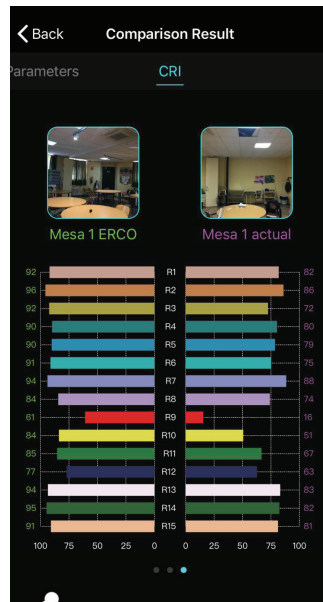 Back Comparison Result
Parameters CRI
Mesa 1 ERCO Mesa 1 actual
92 R1 82
96 R2 86
92 R3 72
90 R4 80
90 R5 79
91 R6 75
94 R7 88
84 R8 74
61 R9 16
84 R10 51
85 R11 67
77 R12 63
94 R13 83
95 R14 82
91 R15 81
100 75 50 25 0 0 25 50 75 100